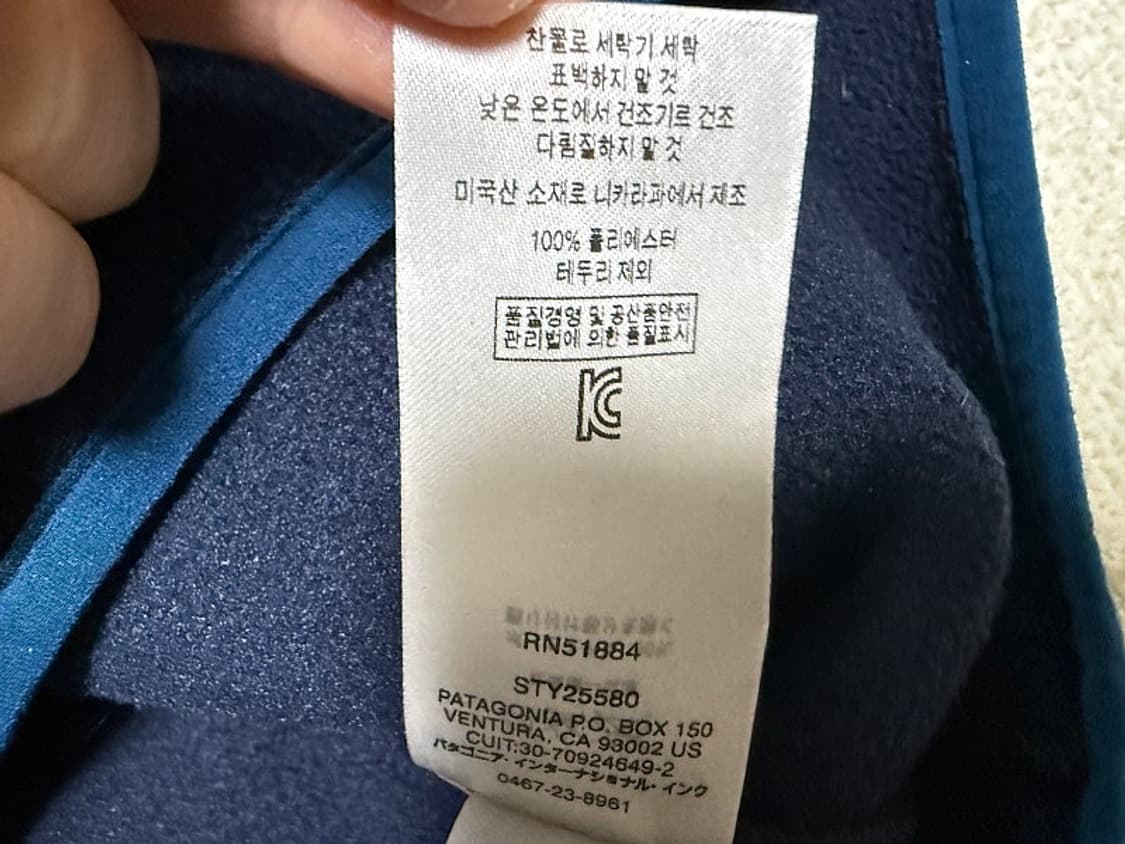 찬물로 세탁기 세탁
표백하지 말 것
낮은 온도에서 건조기르 건조
다림질하지 말 것
미국산 소재로 니카라과에서 제조
100% 폴리에스터
테두리 제외
품질경영 및 공산품안전
관리법에 의한 품질표시
RN51884
STY25580
PATAGONIA P.O. BOX 150
VENTURA, CA 93002 US
CUIT:30-70924649-2
パタゴニア・インターナショナル・インク
0467-23-8961